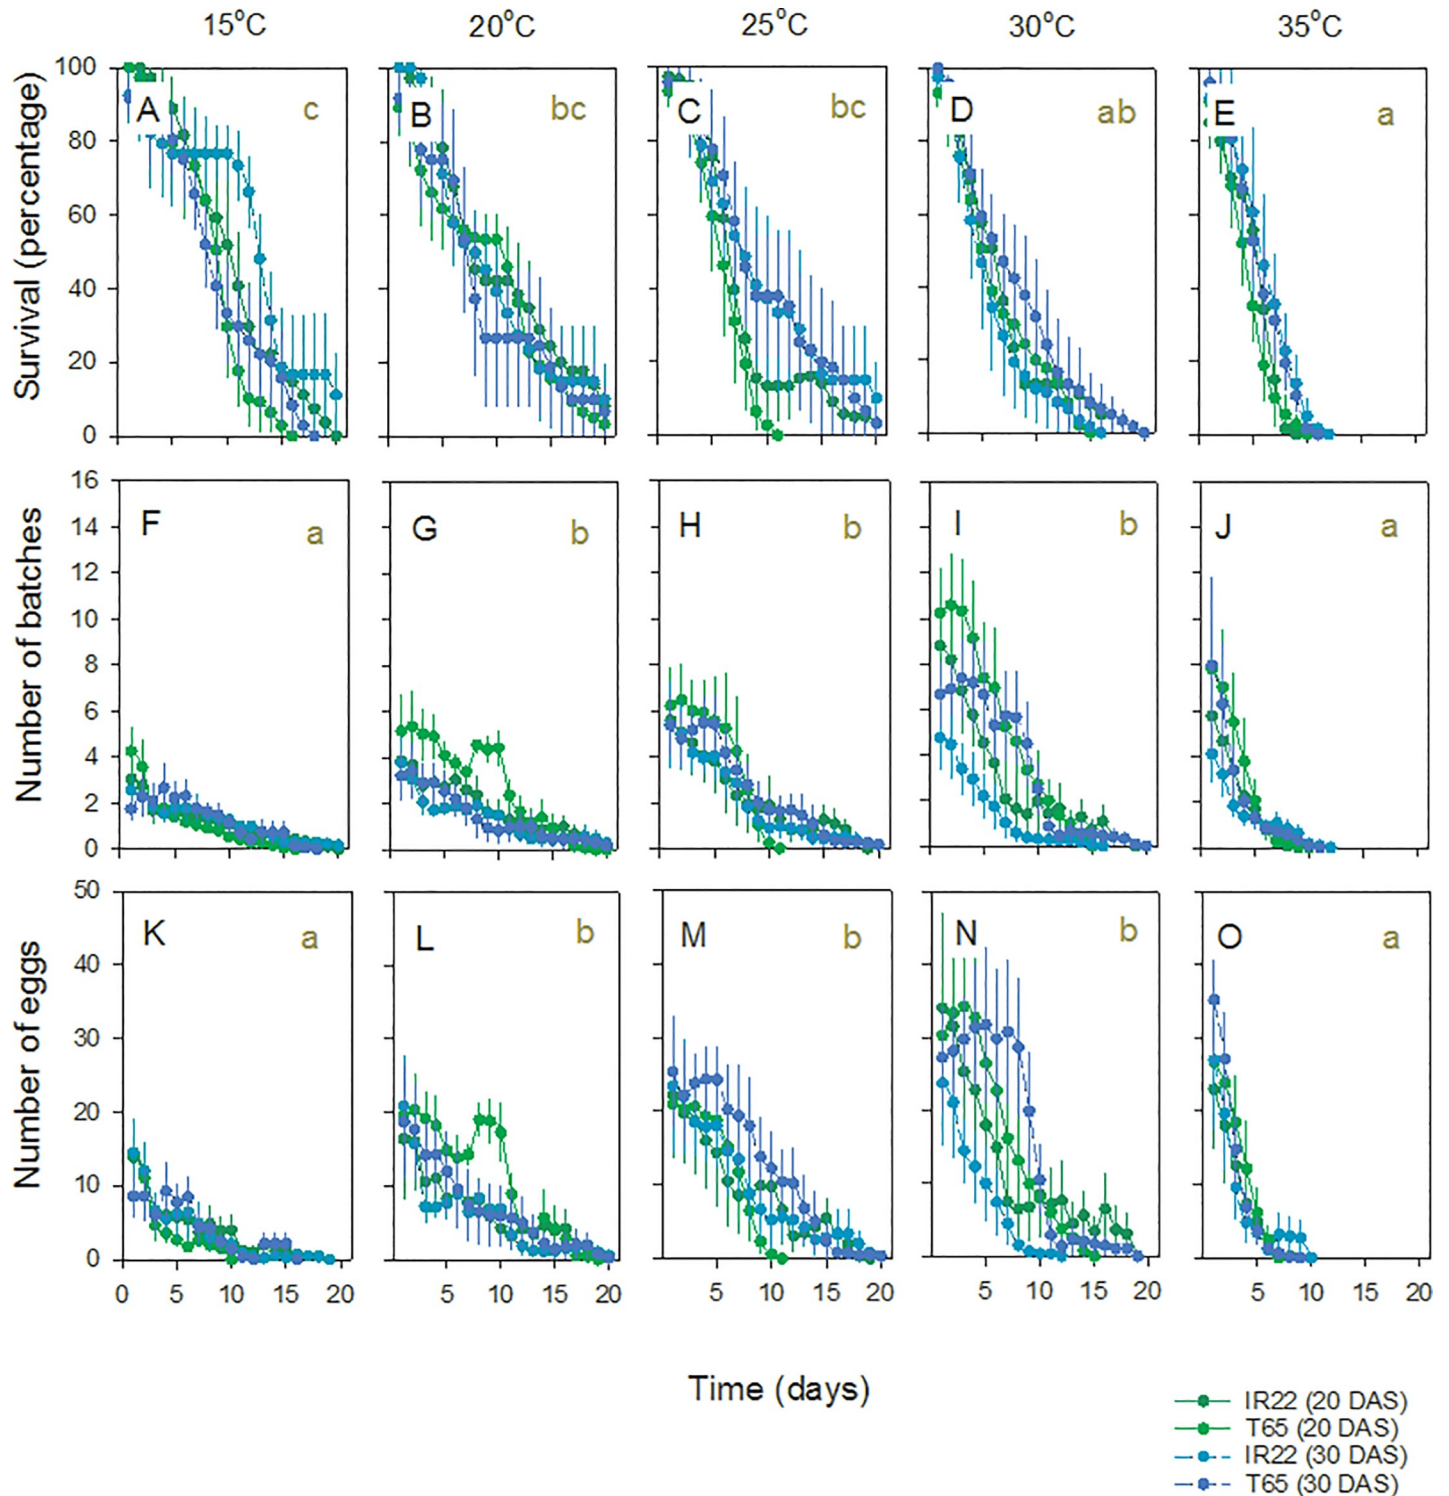 15°C 20°C 25°C 30°C 35°C
Survival (percentage)
100
80
60
40
20
0
A c B bc C bc D ab E a
Number of batches
16
14
12
10
8
6
4
2
0
F a G b H b I b J a
Number of eggs
50
40
30
20
10
0
K a L b M b N b O a
0 5 10 15 20 5 10 15 20 5 10 15 20 5 10 15 20 5 10 15 20
Time (days)
IR22 (20 DAS)
T65 (20 DAS)
IR22 (30 DAS)
T65 (30 DAS)